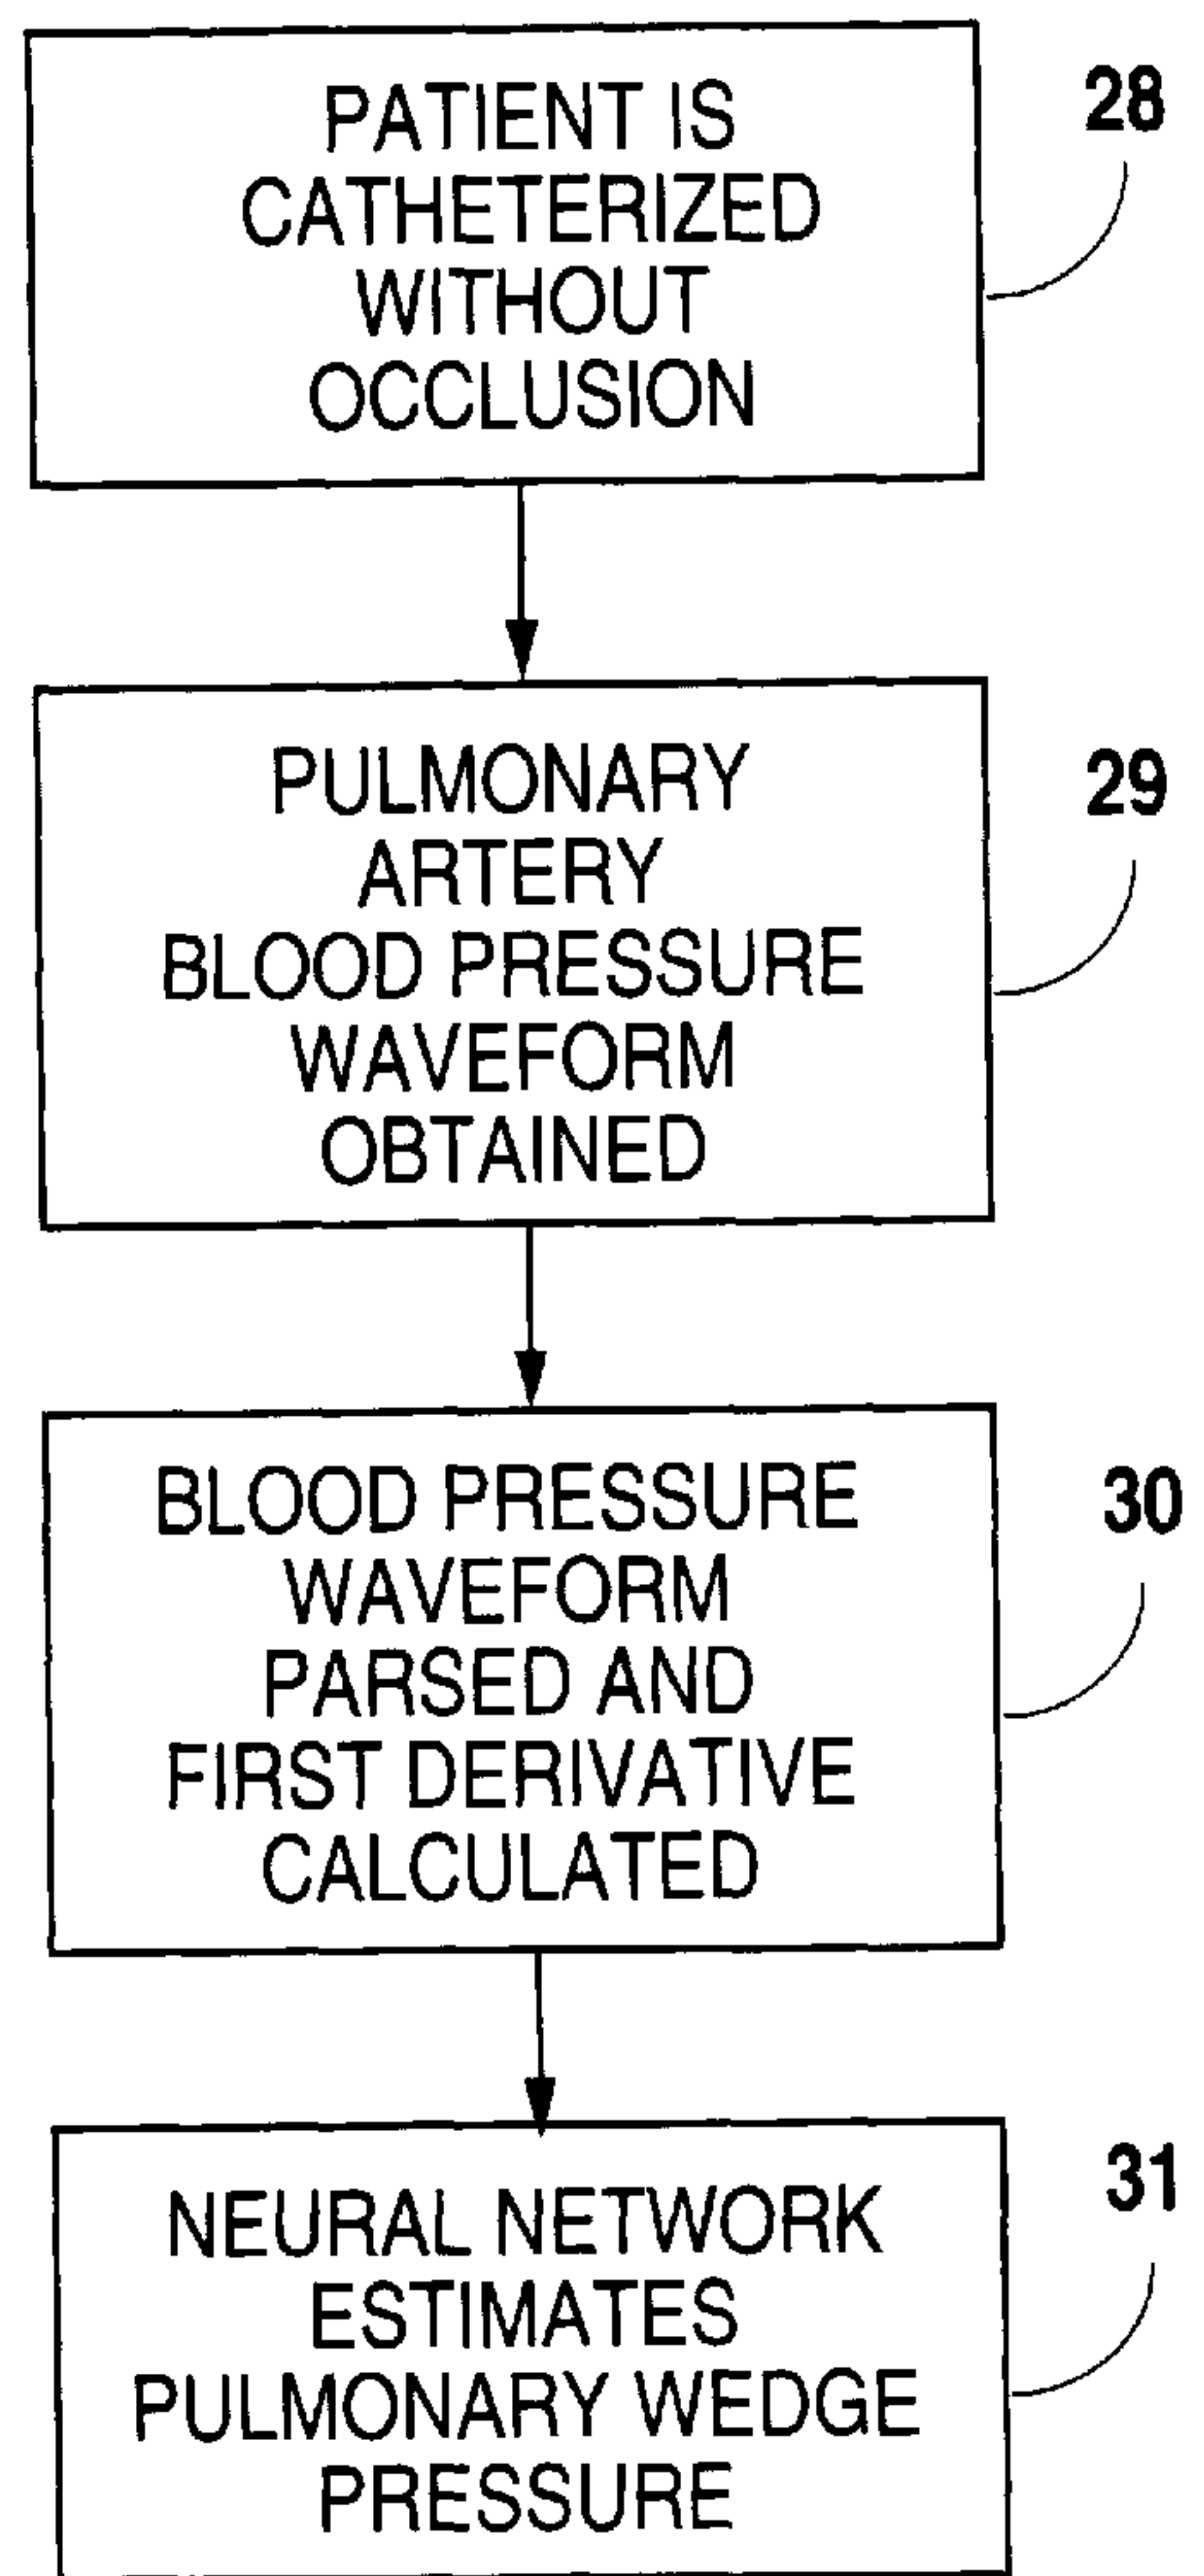 PATIENT IS
CATHETERIZED
WITHOUT
OCCLUSION
28
PULMONARY
ARTERY
BLOOD PRESSURE
WAVEFORM
OBTAINED
29
BLOOD PRESSURE
WAVEFORM
PARSED AND
FIRST DERIVATIVE
CALCULATED
30
NEURAL NETWORK
ESTIMATES
PULMONARY WEDGE
PRESSURE
31